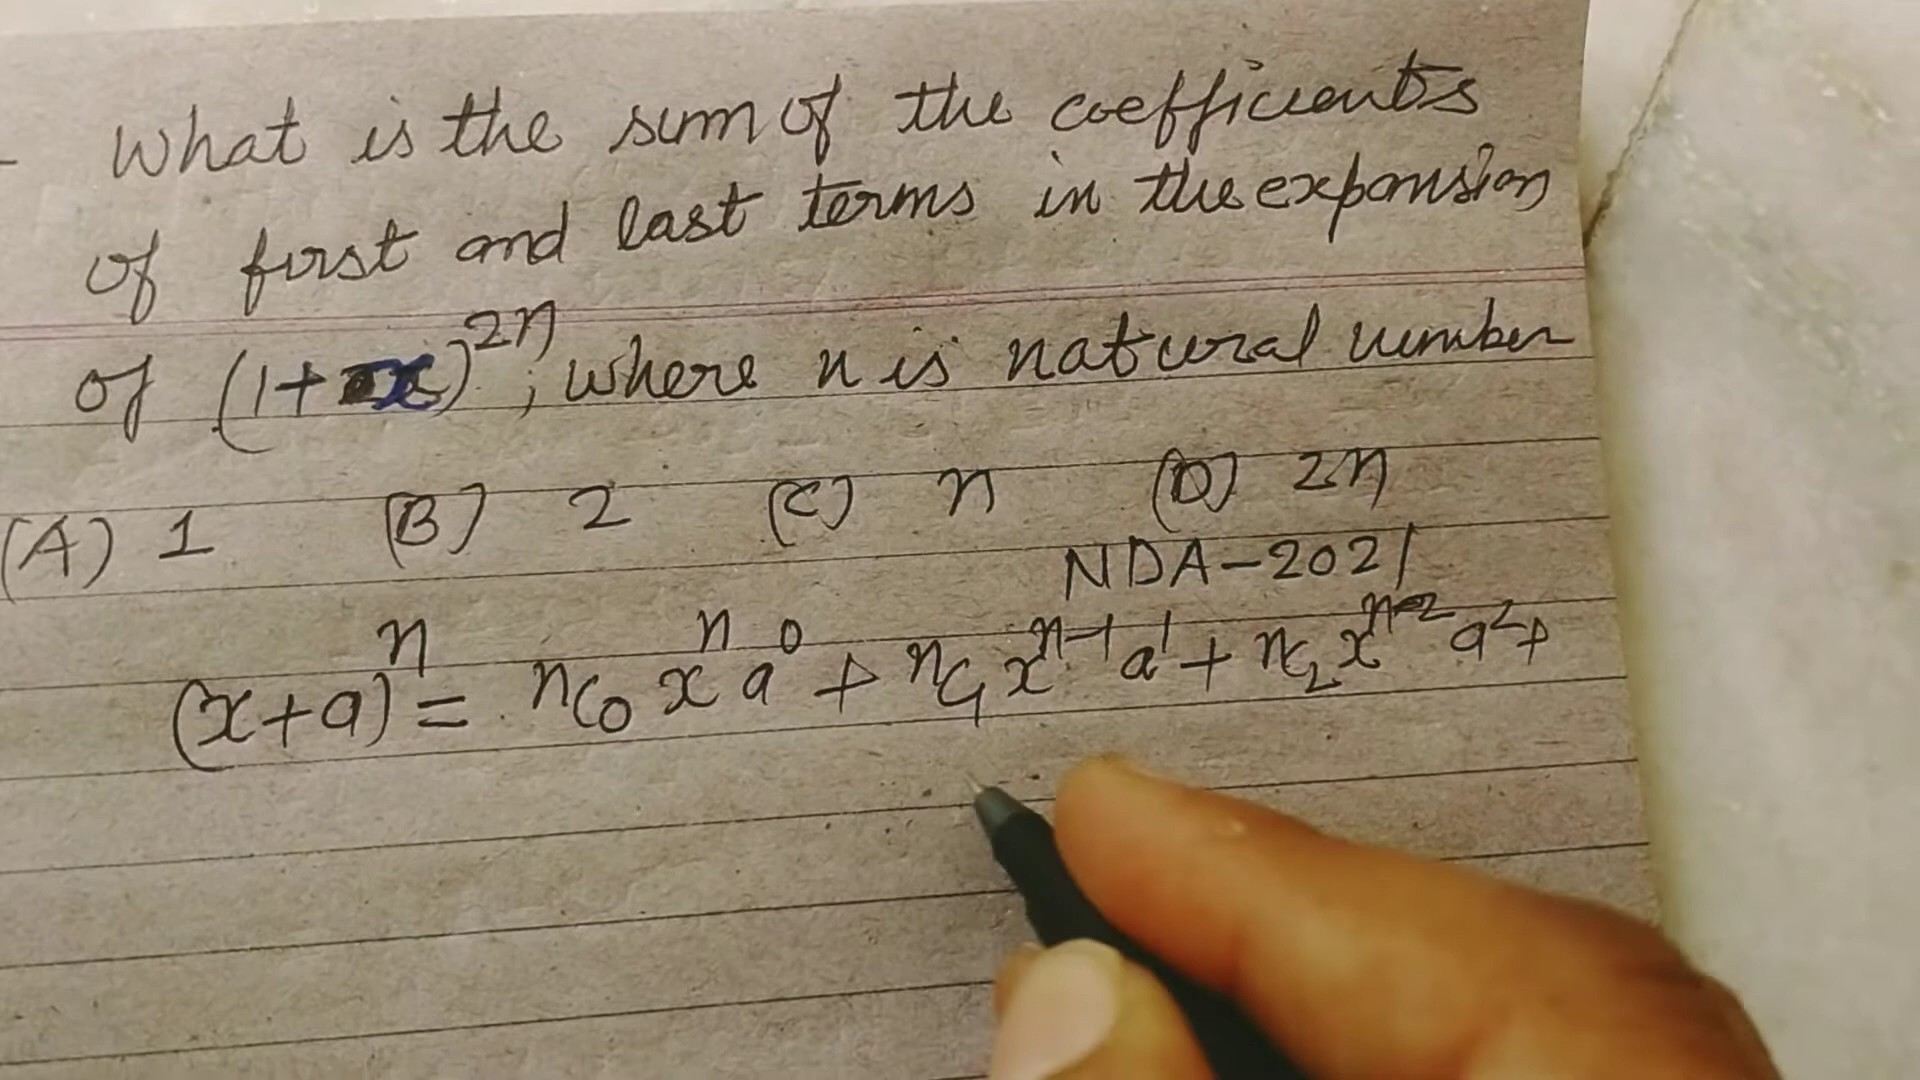 What is the sum of the coefficients
of first and last terms in the expansion
of (1+x)^2n, where n is natural number
(A) 1 (B) 2 (C) n (D) 2n
NDA-2021
(x+a)^n = nC0 x^n a^0 + nC1 x^n-1 a^1 + nC2 x^n-2 a^2 +